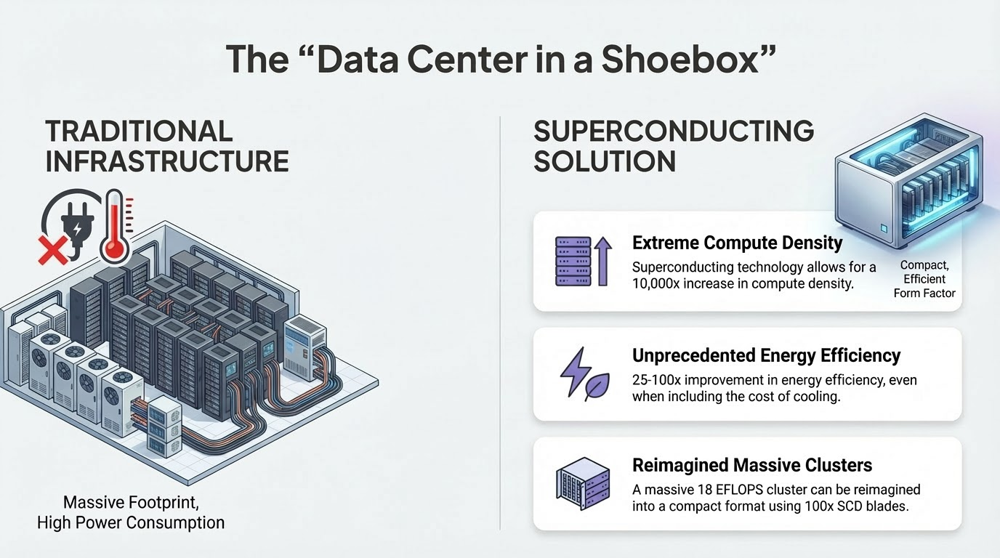 The “Data Center in a Shoebox”
TRADITIONAL
INFRASTRUCTURE
Massive Footprint,
High Power Consumption
SUPERCONDUCTING
SOLUTION
Compact,
Efficient
Form Factor
Extreme Compute Density
Superconducting technology allows for a
10,000x increase in compute density.
Unprecedented Energy Efficiency
25-100x improvement in energy efficiency, even
when including the cost of cooling.
Reimagined Massive Clusters
A massive 18 EFLOPS cluster can be reimagined
into a compact format using 100x SCD blades.